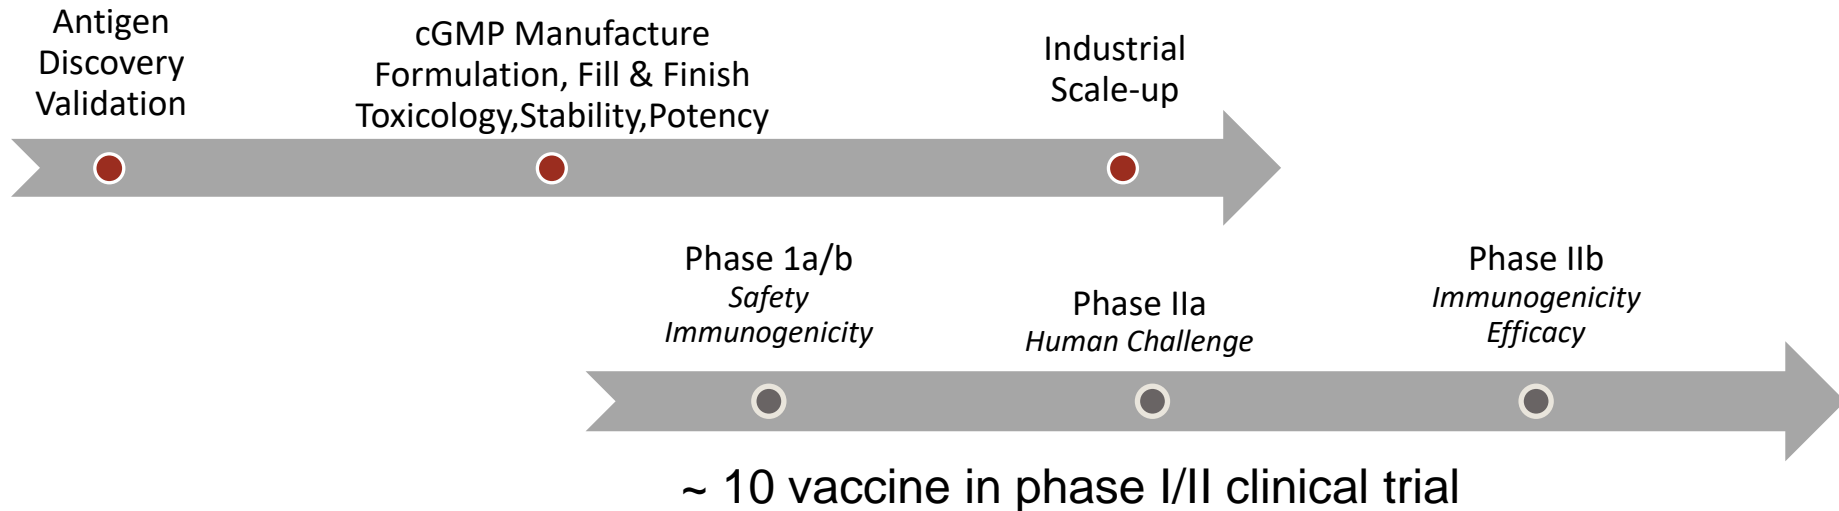 Antigen
Discovery
Validation
cGMP Manufacture
Formulation, Fill & Finish
Toxicology,Stability,Potency
Industrial
Scale-up
Phase 1a/b
Safety
Immunogenicity
Phase IIa
Human Challenge
Phase IIb
Immunogenicity
Efficacy
~ 10 vaccine in phase I/II clinical trial